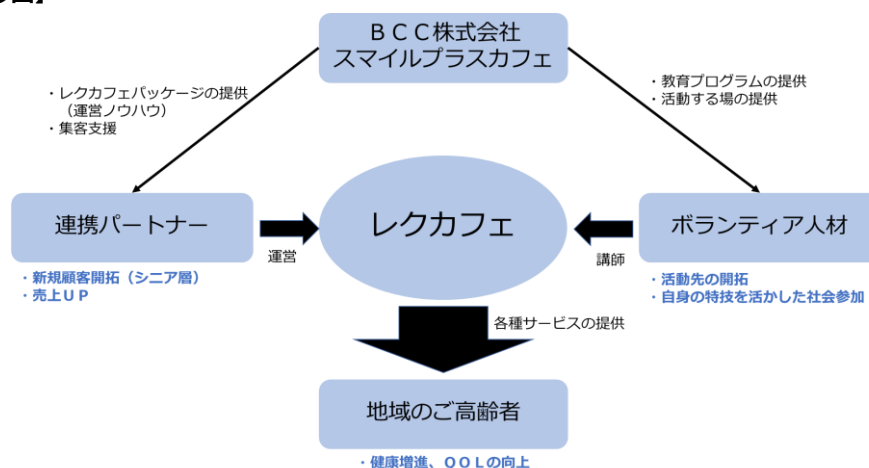 ＢＣＣ株式会社
スマイルプラスカフェ
・レクカフェパッケージの提供
（運営ノウハウ）
・集客支援
・教育プログラムの提供
・活動する場の提供
連携パートナー
運営
レクカフェ
講師
ボランティア人材
・新規顧客開拓（シニア層）
・売上ＵＰ
・活動先の開拓
・自身の特技を活かした社会参加
各種サービスの提供
地域のご高齢者
・健康増進、ＱＯＬの向上